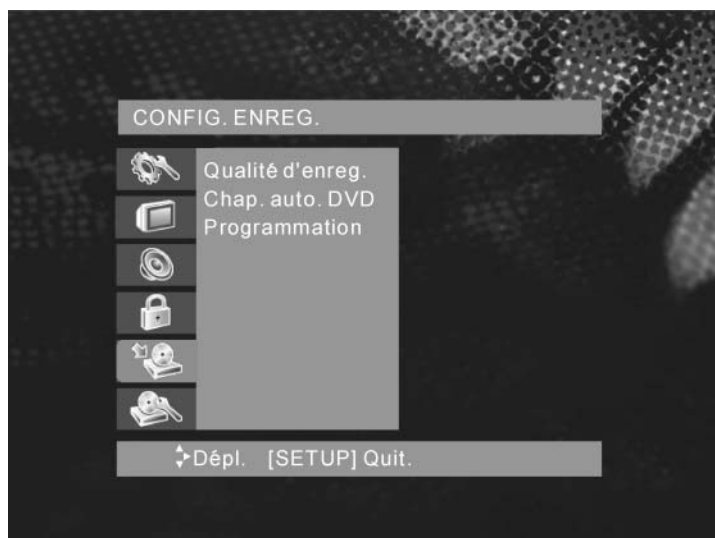 CONFIG. ENREG.
Qualité d'enreg.
Chap. auto. DVD
Programmation
Dépl. [SETUP] Quit.